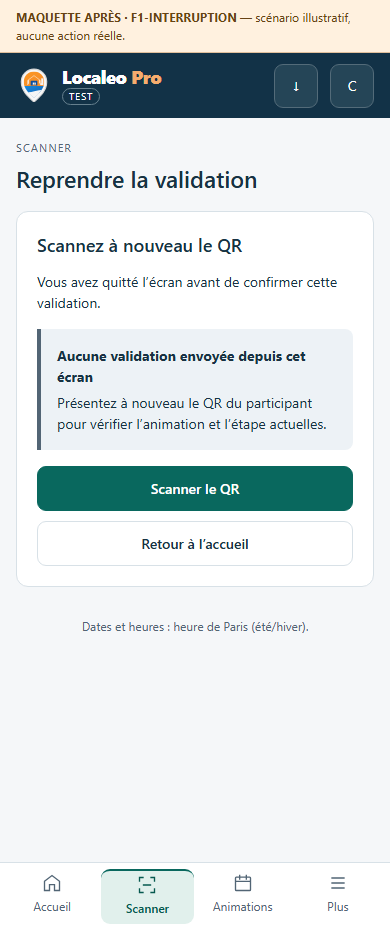 MAQUETTE APRÈS · F1-INTERRUPTION — scénario illustratif,
aucune action réelle.
Localeo Pro
TEST
↓
C
SCANNER
Reprendre la validation
Scannez à nouveau le QR
Vous avez quitté l’écran avant de confirmer cette
validation.
Aucune validation envoyée depuis cet
écran
Présentez à nouveau le QR du participant
pour vérifier l’animation et l’étape actuelles.
Scanner le QR
Retour à l’accueil
Dates et heures : heure de Paris (été/hiver).
Accueil
Scanner
Animations
Plus